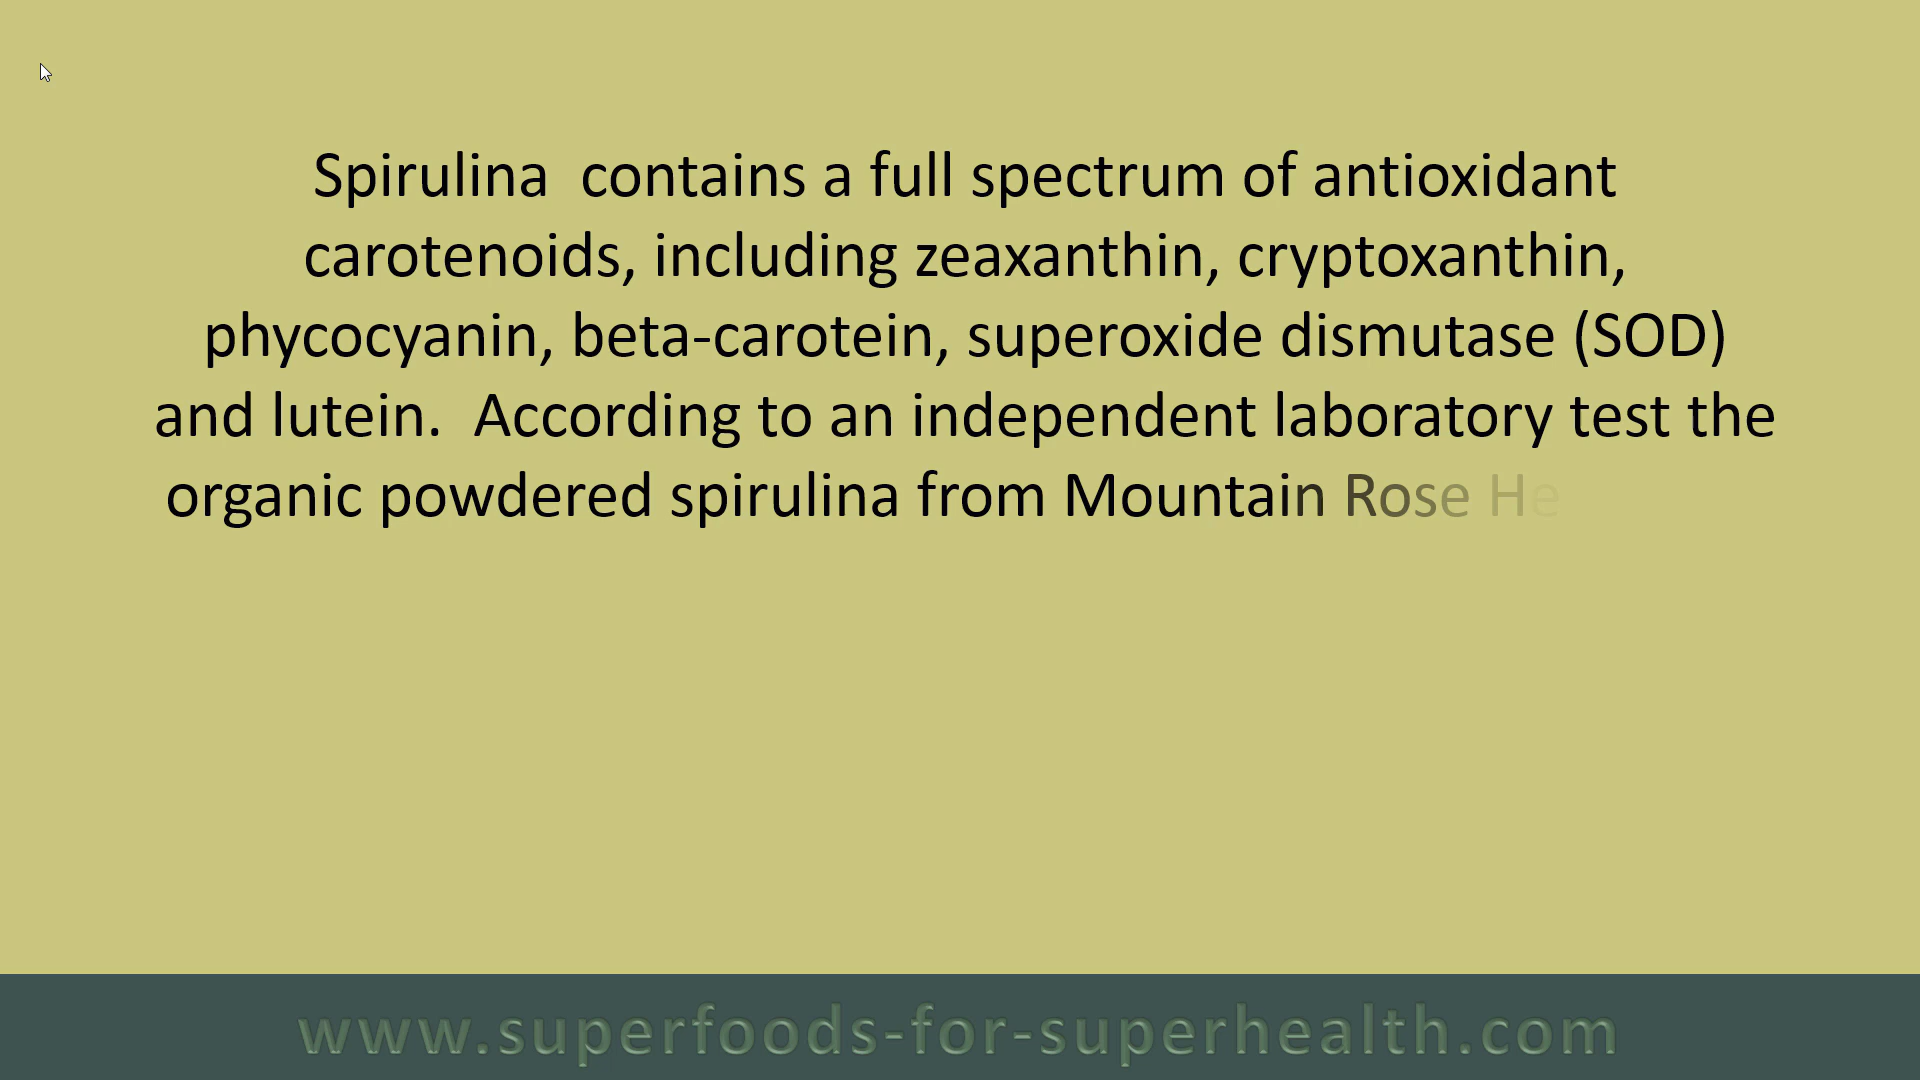 Spirulina  contains a full spectrum of antioxidant
carotenoids, including zeaxanthin, cryptoxanthin,
phycocyanin, beta-carotein, superoxide dismutase (SOD)
and lutein.  According to an independent laboratory test the
organic powdered spirulina from Mountain Rose He
www.superfoods-for-superhealth.com